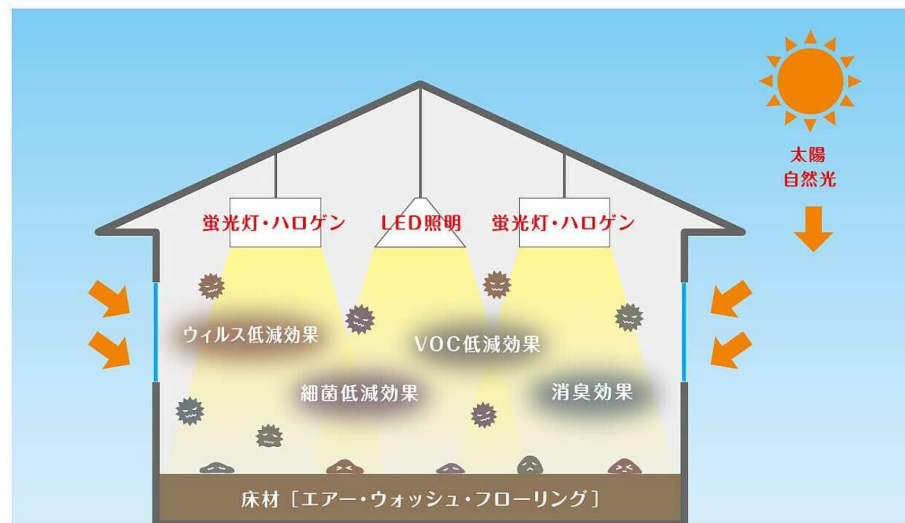 太陽
自然光
蛍光灯・ハロゲン
LED照明
蛍光灯・ハロゲン
ウィルス低減効果
VOC低減効果
細菌低減効果
消臭効果
床材［エアー・ウォッシュ・フローリング］